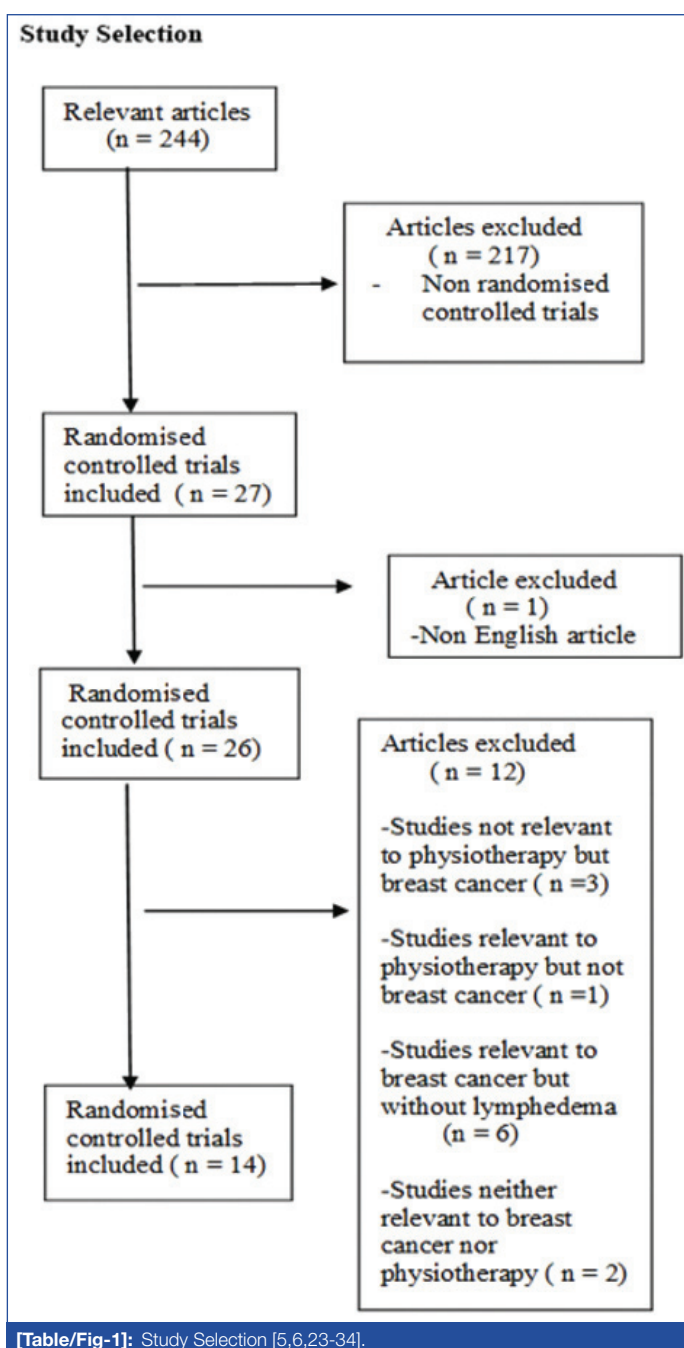 Study Selection
Relevant articles
(n = 244)
Articles excluded
( n = 217)
- Non randomised
controlled trials
Randomised
controlled trials
included ( n = 27)
Article excluded
( n = 1)
-Non English article
Randomised
controlled trials
included ( n = 26)
Articles excluded
( n = 12)
-Studies not relevant
to physiotherapy but
breast cancer ( n =3)
-Studies relevant to
physiotherapy but not
breast cancer ( n =1)
-Studies relevant to
breast cancer but
without lymphedema
(n = 6)
-Studies neither
relevant to breast
cancer nor
physiotherapy ( n = 2)
Randomised
controlled trials
included ( n = 14)
[Table/Fig-1]: Study Selection [5,6,23-34].